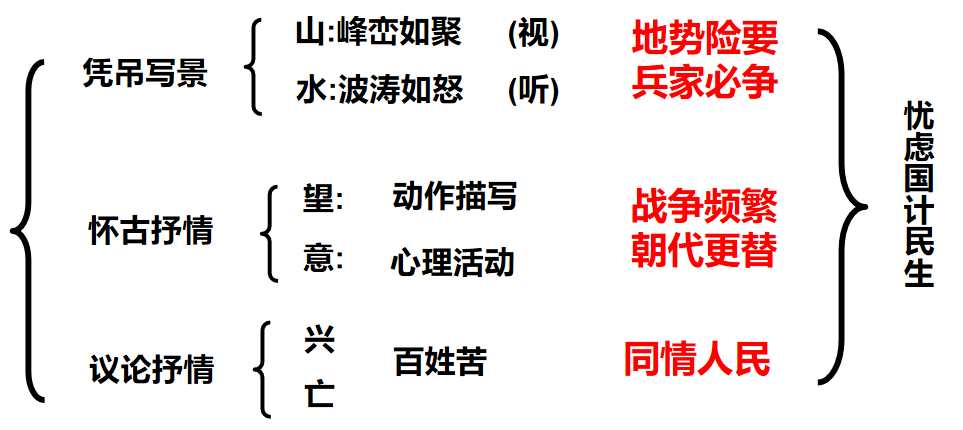 凭吊写景
山:峰峦如聚 (视)
水:波涛如怒 (听)
地势险要
兵家必争
怀古抒情
望: 动作描写
意: 心理活动
战争频繁
朝代更替
议论抒情
兴
亡
百姓苦
同情人民
忧虑国计民生